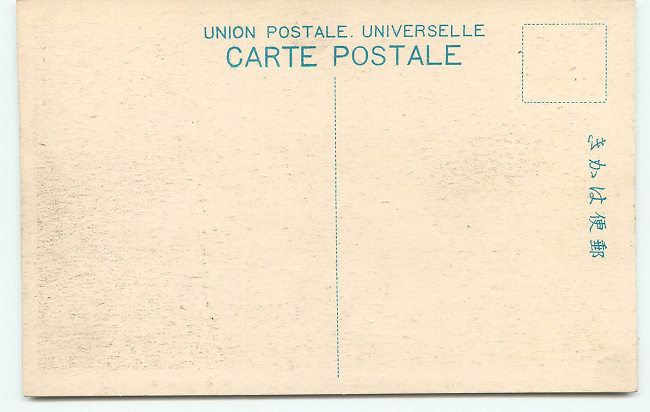 UNION POSTALE. UNIVERSELLE
CARTE POSTALE
郵便はかき